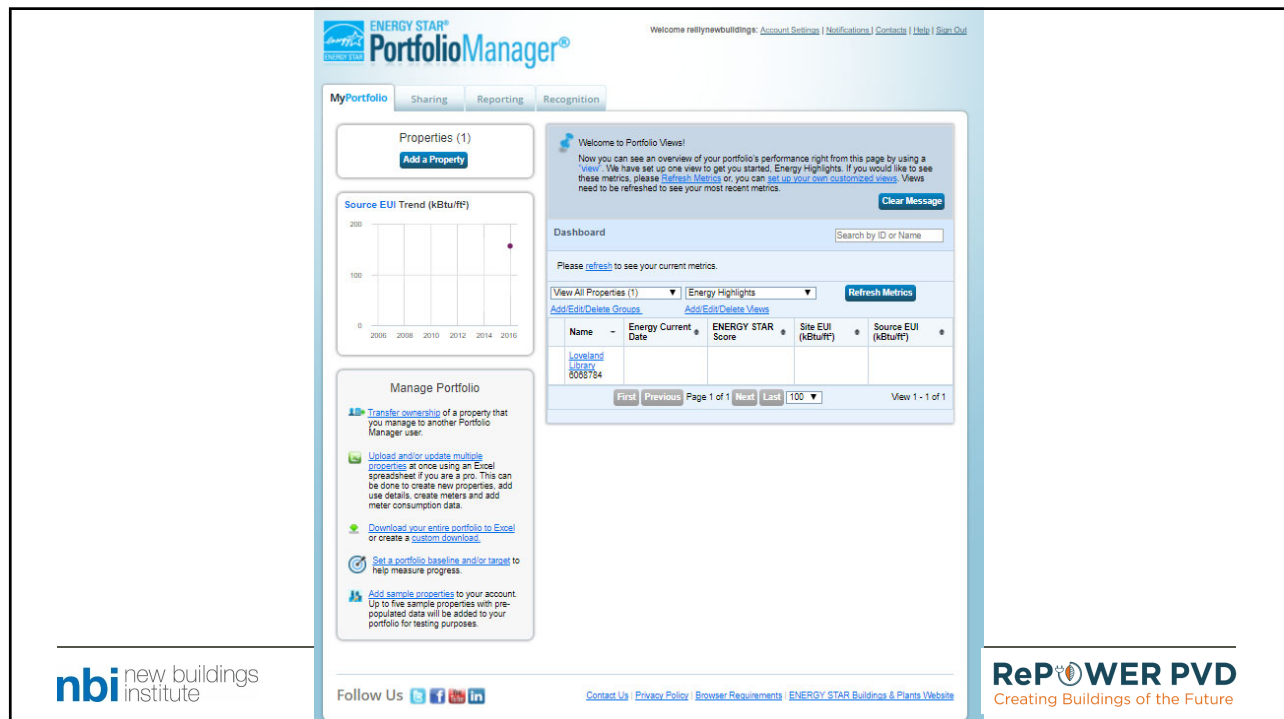 ENERGY STAR®
PortfolioManager®
ENERGY STAR
Welcome reillynewbuildings: Account Settings | Notifications | Contacts | Help | Sign Out
MyPortfolio
Sharing
Reporting
Recognition
Properties (1)
Add a Property
Source EUI Trend (kBtu/ft²)
200
100
0
2006 2008 2010 2012 2014 2016
Manage Portfolio
Transfer ownership of a property that
you manage to another Portfolio
Manager user.
Upload and/or update multiple
properties at once using an Excel
spreadsheet if you are a pro. This can
be done to create new properties, add
use details, create meters and add
meter consumption data.
Download your entire portfolio to Excel
or create a custom download.
Set a portfolio baseline and/or target to
help measure progress.
Add sample properties to your account.
Up to five sample properties with pre-
populated data will be added to your
portfolio for testing purposes.
Welcome to Portfolio Views!
Now you can see an overview of your portfolio's performance right from this page by using a
"view". We have set up one view to get you started, Energy Highlights. If you would like to see
these metrics, please Refresh Metrics or, you can set up your own customized views. Views
need to be refreshed to see your most recent metrics.
Clear Message
Dashboard
Search by ID or Name
Please refresh to see your current metrics.
View All Properties (1) Energy Highlights Refresh Metrics
Add/Edit/Delete Groups Add/Edit/Delete Views
Name
Energy Current
Date
ENERGY STAR
Score
Site EUI
(kBtu/ft²)
Source EUI
(kBtu/ft²)
Loveland
Library
6068784
First Previous Page 1 of 1 Next Last 100 View 1 - 1 of 1
Follow Us
Contact Us | Privacy Policy | Browser Requirements | ENERGY STAR Buildings & Plants Website
nbi new buildings
institute
RePOWER PVD
Creating Buildings of the Future